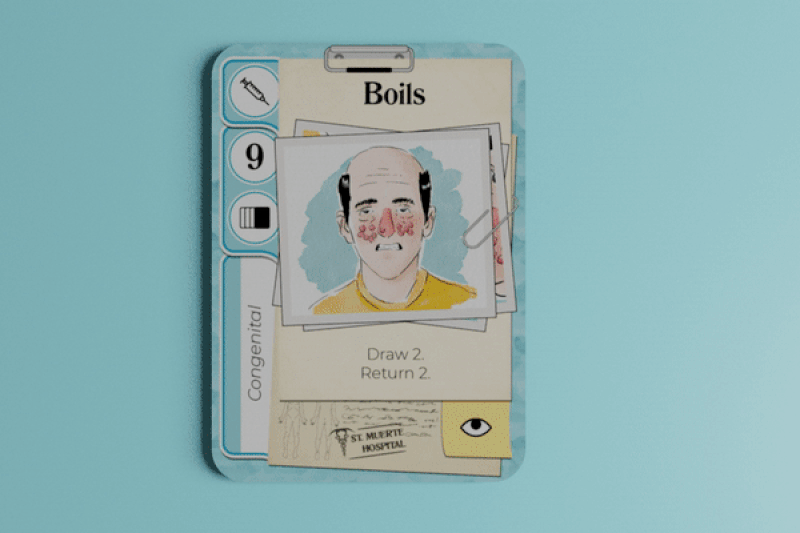 Boils
9
Draw 2.
Return 2.
Congenital
ST. MUERTE
HOSPITAL